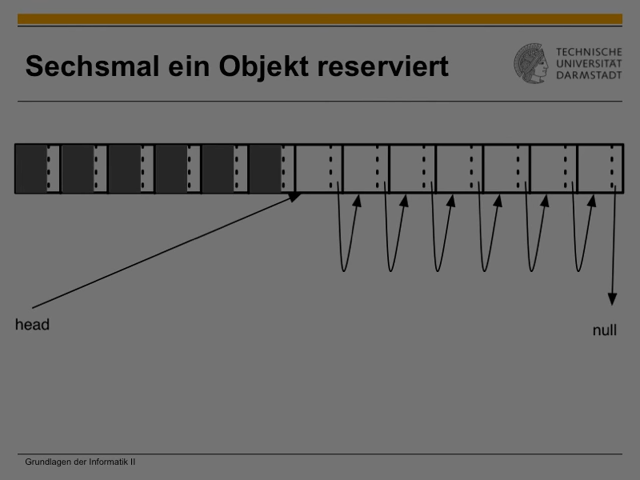 Sechsmal ein Objekt reserviert
TECHNISCHE
UNIVERSITÄT
DARMSTADT
head
null
Grundlagen der Informatik II